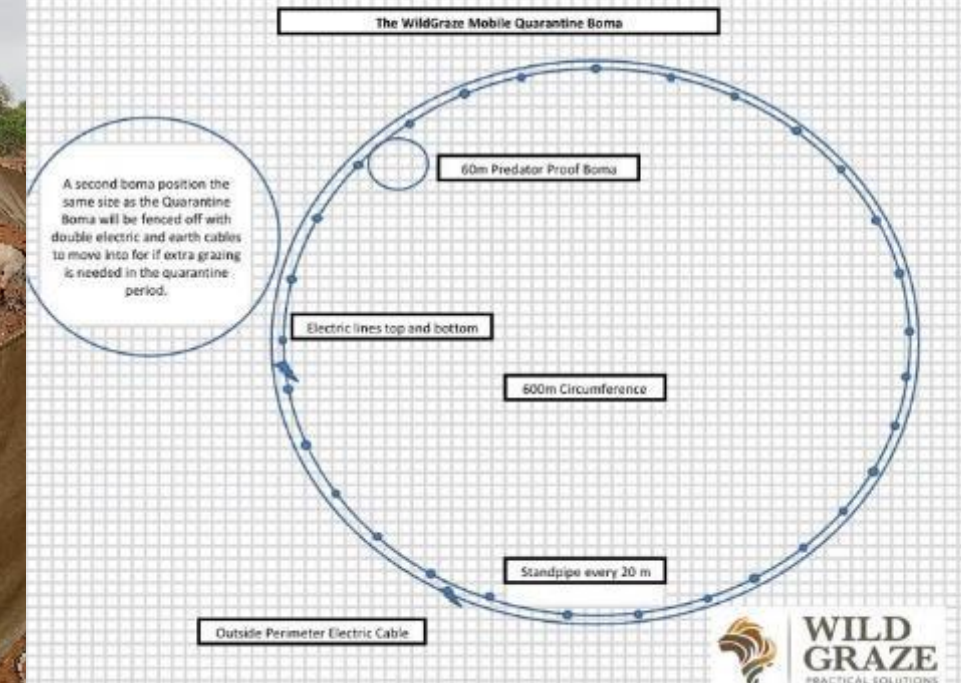 The WildGraze Mobile Quarantine Boma
60m Predator Proof Boma
A second boma position the
same size as the Quarantine
Boma will be fenced off with
double electric and earth cables
to move into for if extra grazing
is needed in the quarantine
period.
Electric lines top and bottom
600m Circumference
Standpipe every 20 m
Outside Perimeter Electric Cable
WILD
GRAZE
PRACTICAL SOLUTIONS